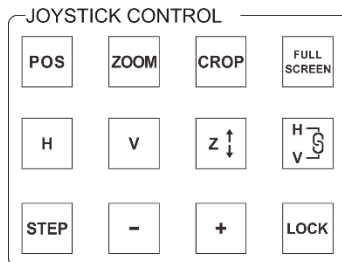 JOYSTICK CONTROL
POS ZOOM CROP FULL
SCREEN
H V Z H
V
STEP - + LOCK